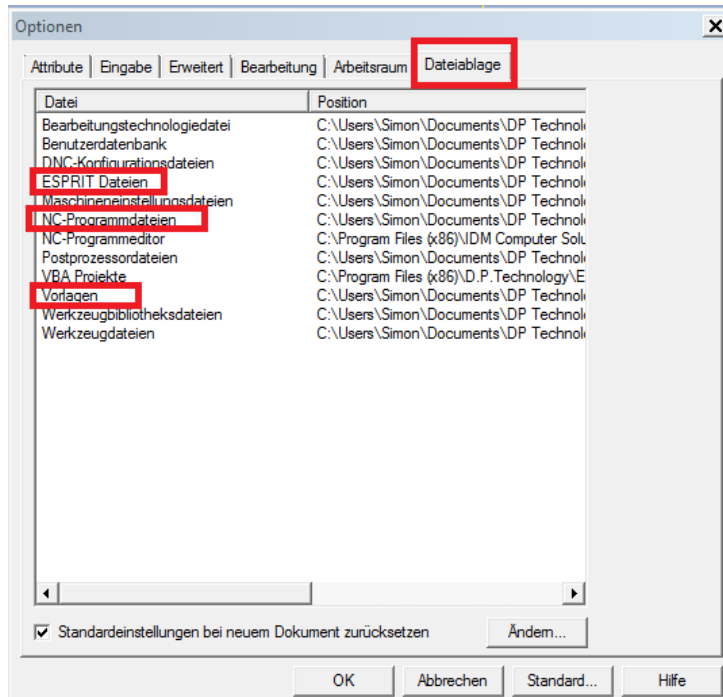 Optionen
Attribute Eingabe Erweitert Bearbeitung Arbeitsraum Dateiablage
Datei Position
Bearbeitungstechnologiedatei C:\Users\Simon\Documents\DP Technol
Benutzerdatenbank C:\Users\Simon\Documents\DP Technol
DNC-Konfigurationsdateien C:\Users\Simon\Documents\DP Technol
ESPRIT Dateien C:\Users\Simon\Documents\DP Technol
Maschineneinstellungsdateien C:\Users\Simon\Documents\DP Technol
NC-Programmdateien C:\Users\Simon\Documents\DP Technol
NC-Programmeditor C:\Program Files (x86)\IDM Computer Solu
Postprozessordateien C:\Users\Simon\Documents\DP Technol
VBA Projekte C:\Program Files (x86)\D.P.Technology\E
Vorlagen C:\Users\Simon\Documents\DP Technol
Werkzeugbibliotheksdateien C:\Users\Simon\Documents\DP Technol
Werkzeugdateien C:\Users\Simon\Documents\DP Technol
Standardeinstellungen bei neuem Dokument zurücksetzen Ändern...
OK Abbrechen Standard... Hilfe